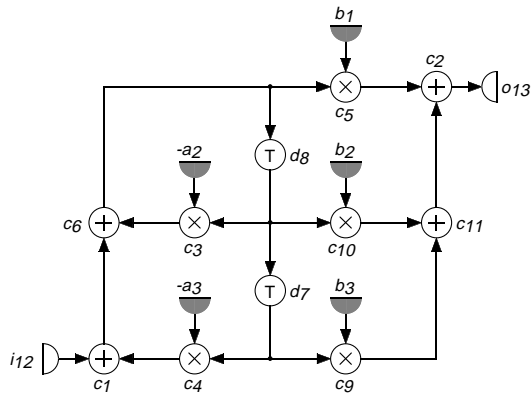 b1
c2
× + o13
c5
-a2 b2
T d8
c6 + × × + c11
c3 c10
-a3 b3
T d7
i12 + × ×
c1 c4 c9